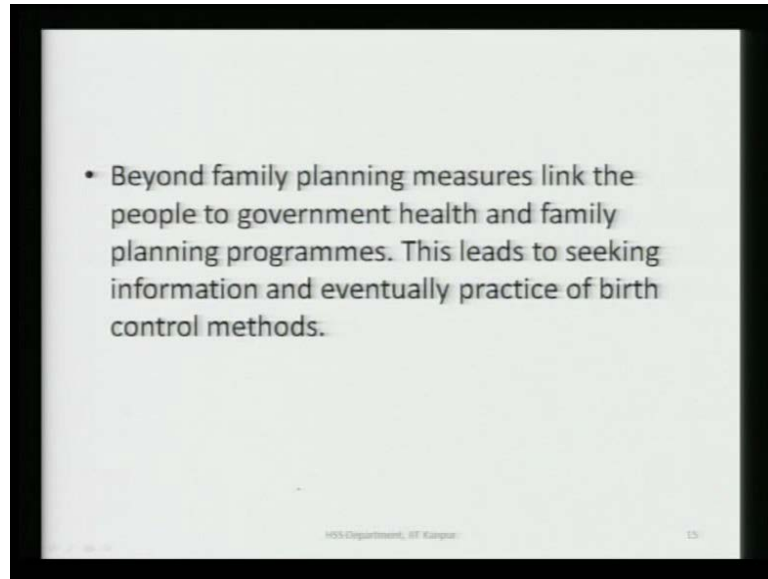 • Beyond family planning measures link the
people to government health and family
planning programmes. This leads to seeking
information and eventually practice of birth
control methods.
HSS Department, IIT Kanpur
15